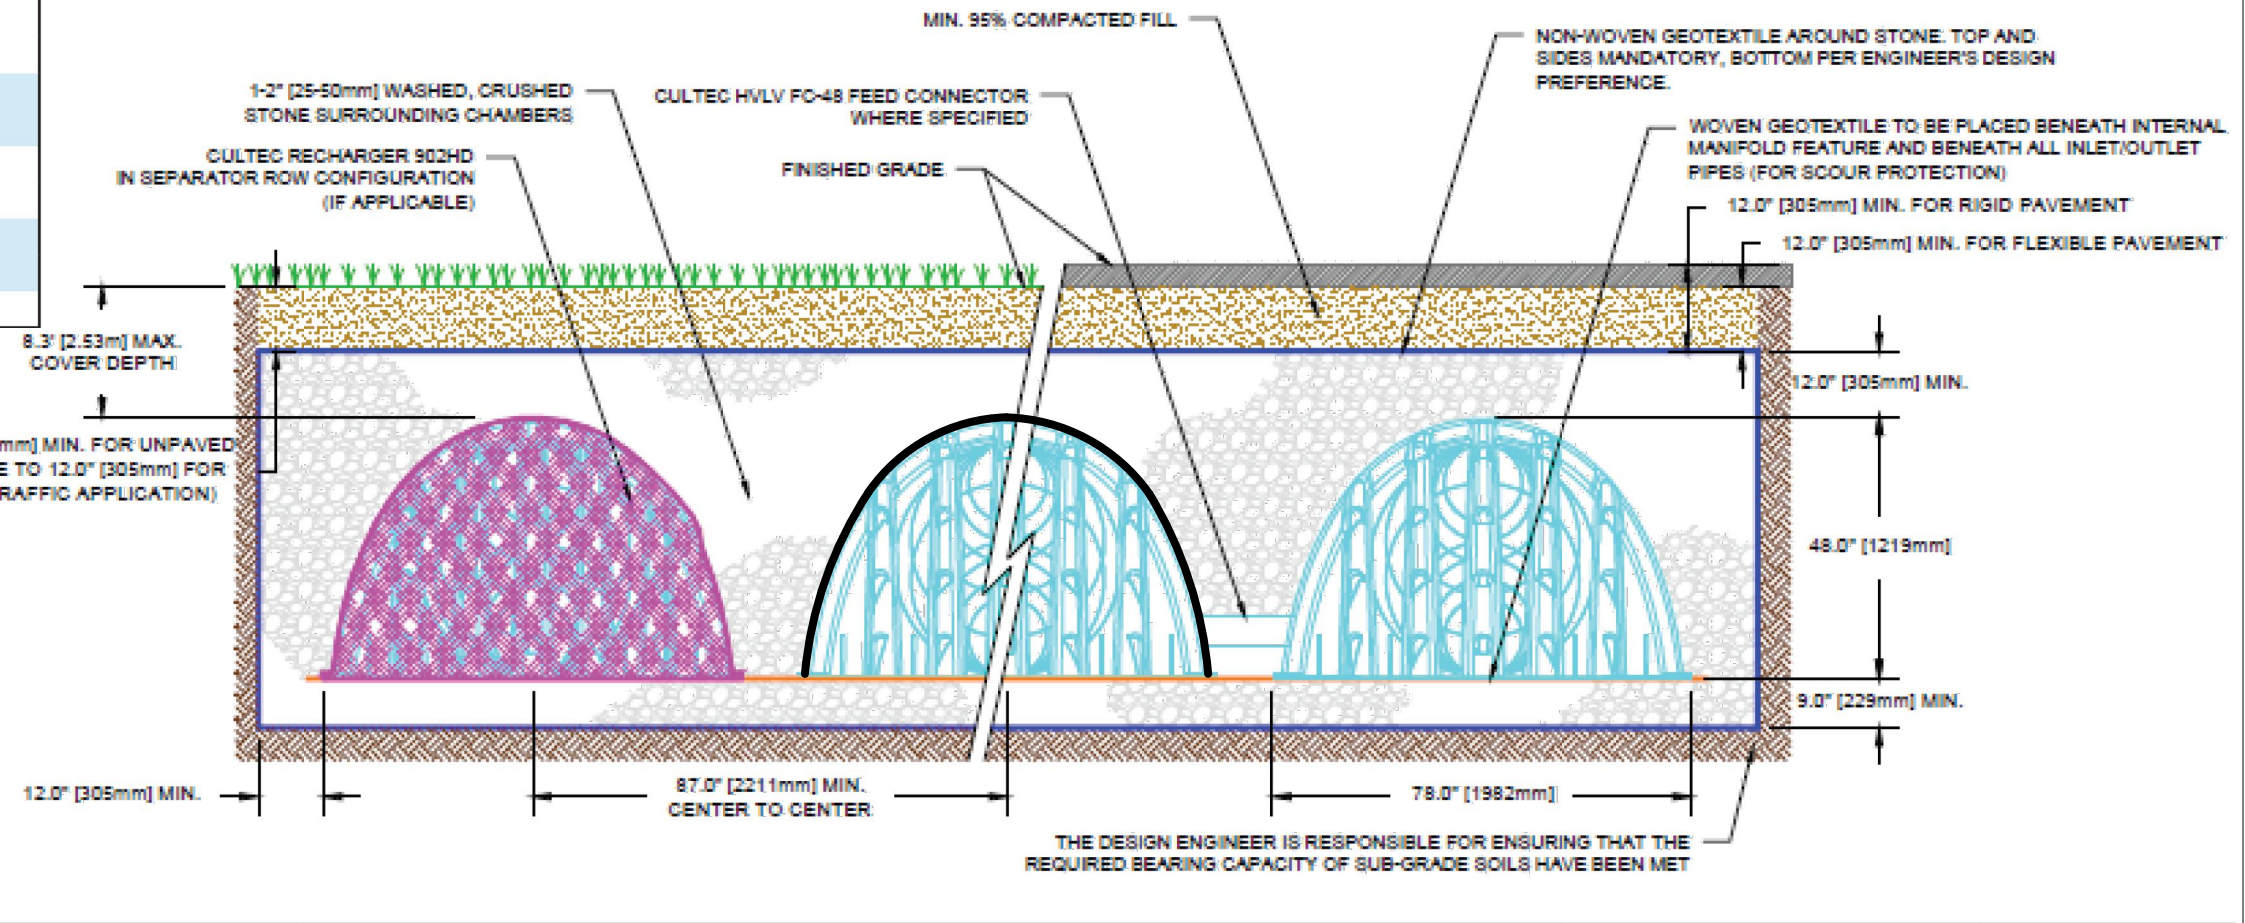 MIN. 95% COMPACTED FILL
NON-WOVEN GEOTEXTILE AROUND STONE. TOP AND
SIDES MANDATORY, BOTTOM PER ENGINEER'S DESIGN
PREFERENCE.
1-2" [25-50mm] WASHED, CRUSHED
STONE SURROUNDING CHAMBERS
CULTEC HVLV FC-48 FEED CONNECTOR
WHERE SPECIFIED
WOVEN GEOTEXTILE TO BE PLACED BENEATH INTERNAL
MANIFOLD FEATURE AND BENEATH ALL INLET/OUTLET
PIPES (FOR SCOUR PROTECTION)
CULTEC RECHARGER 902HD
IN SEPARATOR ROW CONFIGURATION
(IF APPLICABLE)
FINISHED GRADE
12.0" [305mm] MIN. FOR RIGID PAVEMENT
12.0" [305mm] MIN. FOR FLEXIBLE PAVEMENT
8.3' [2.53m] MAX.
COVER DEPTH
12.0" [305mm] MIN.
mm] MIN. FOR UNPAVED
E TO 12.0" [305mm] FOR
RAFFIC APPLICATION)
48.0" [1219mm]
9.0" [229mm] MIN.
12.0" [305mm] MIN.
87.0" [2211mm] MIN.
CENTER TO CENTER
78.0" [1982mm]
THE DESIGN ENGINEER IS RESPONSIBLE FOR ENSURING THAT THE
REQUIRED BEARING CAPACITY OF SUB-GRADE SOILS HAVE BEEN MET